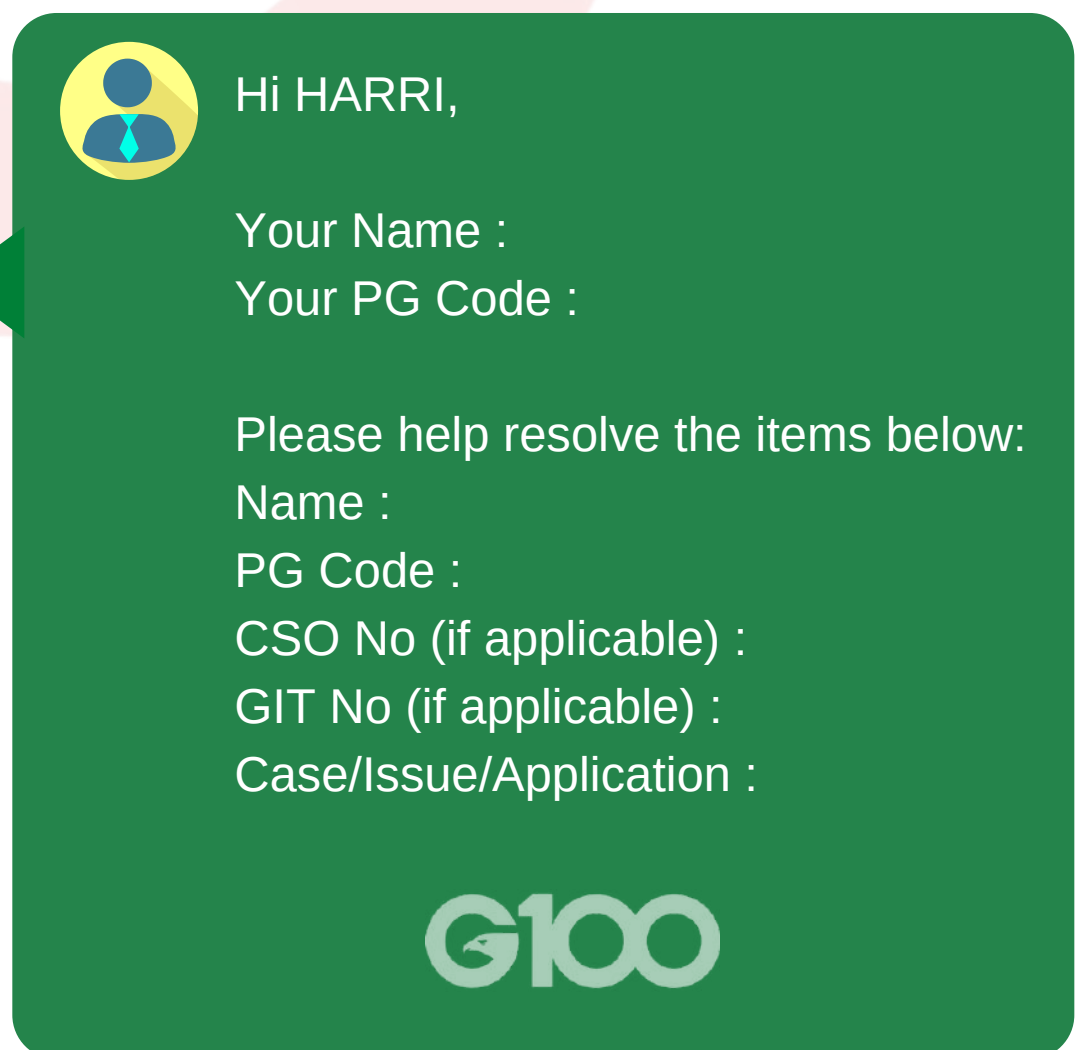 Hi HARRI,
Your Name :
Your PG Code :
Please help resolve the items below:
Name :
PG Code :
CSO No (if applicable) :
GIT No (if applicable) :
Case/Issue/Application :
G100